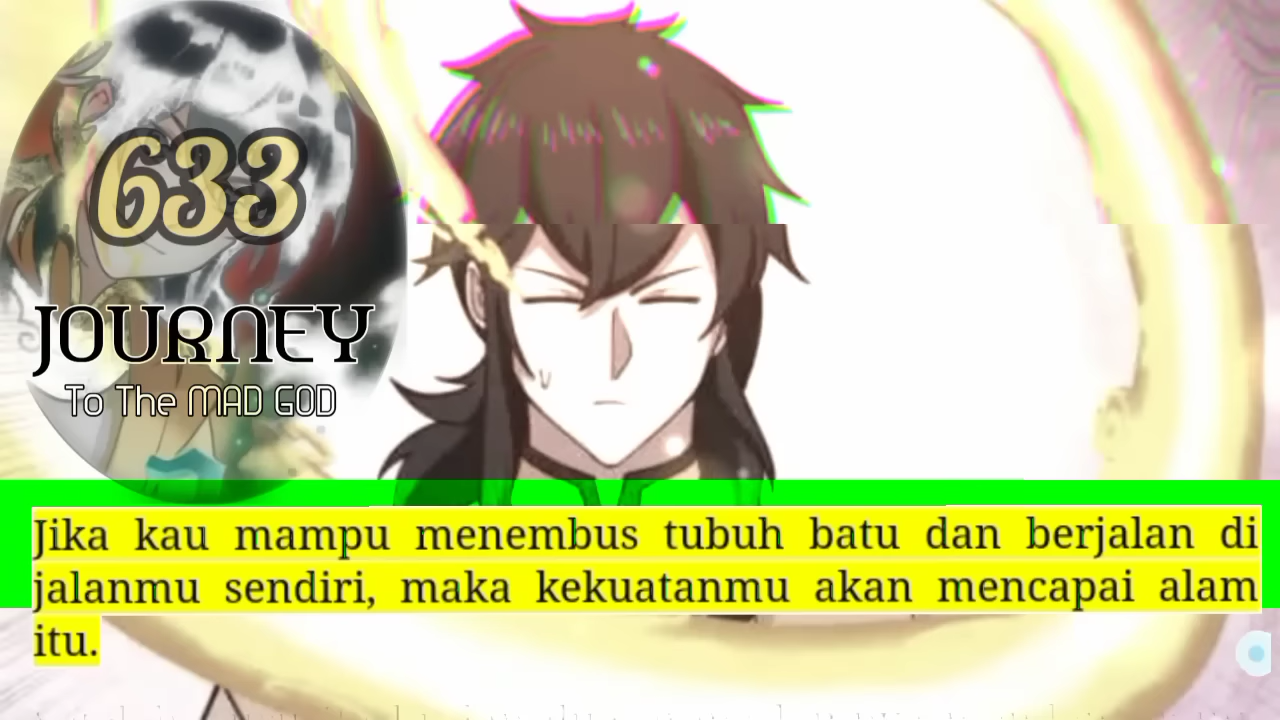 633
JOURNEY
To The MAD GOD
Jika kau mampu menembus tubuh batu dan berjalan di
jalanmu sendiri, maka kekuatanmu akan mencapai alam
itu.